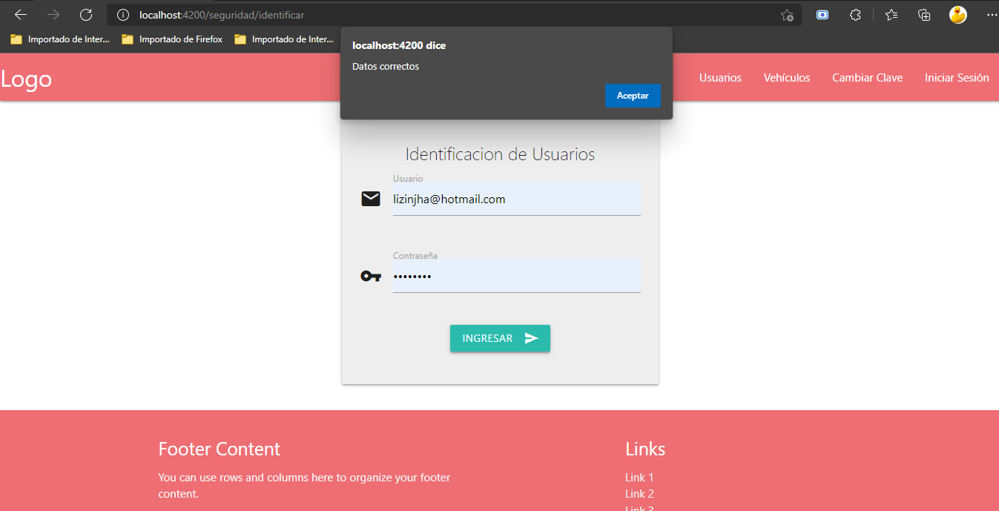 localhost:4200/seguridad/identificar
Importado de Inter...
Importado de Firefox
Importado de Inter...
localhost:4200 dice
Datos correctos
Aceptar
Logo
Usuarios
Vehículos
Cambiar Clave
Iniciar Sesión
Identificacion de Usuarios
Usuario
lizinjha@hotmail.com
Contraseña
••••••••
INGRESAR
Footer Content
You can use rows and columns here to organize your footer
content.
Links
Link 1
Link 2
Link 3